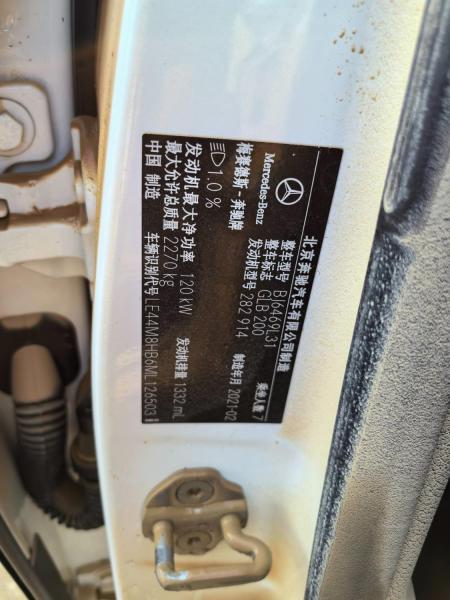 北京奔驰汽车有限公司制造
Mercedes-Benz
梅赛德斯-奔驰牌
整车型号 BJ6469L31
整车标志 GLB 200
发动机型号 282 914
乘坐人数 7
制造年月 2021-02
1.0 %
发动机最大净功率 120 kW
发动机排量 1332 mL
最大允许总质量 2270 kg
中国 制造
车辆识别代号 LE44M8HB6ML126503